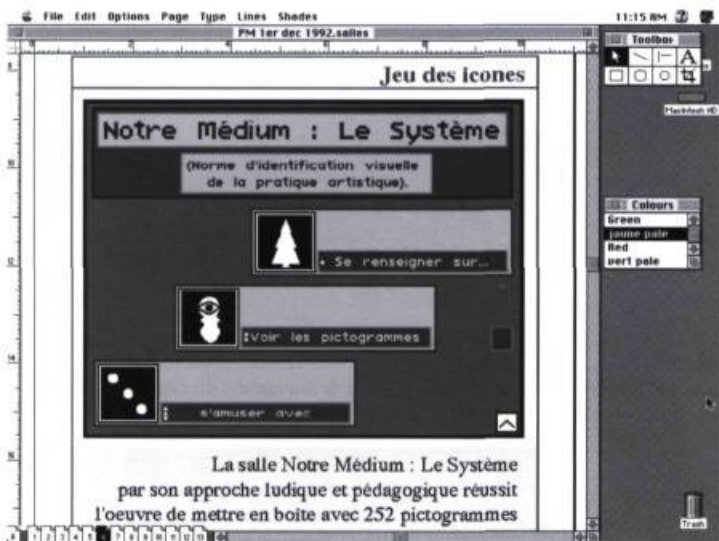 File Edit Options Page Type Lines Shades 11:15 AM
PM 1er dec 1992.salles
Toolbox
A
Macintosh HD
Jeu des icones
Notre Médium : Le Système
(Norme d'identification visuelle
de la pratique artistique).
• Se renseigner sur...
Voir les pictogrammes
s'amuser avec
Colours
Green
jaune pale
Red
vert pale
La salle Notre Médium : Le Système
par son approche ludique et pédagogique réussit
l'oeuvre de mettre en boîte avec 252 pictogrammes
Trash